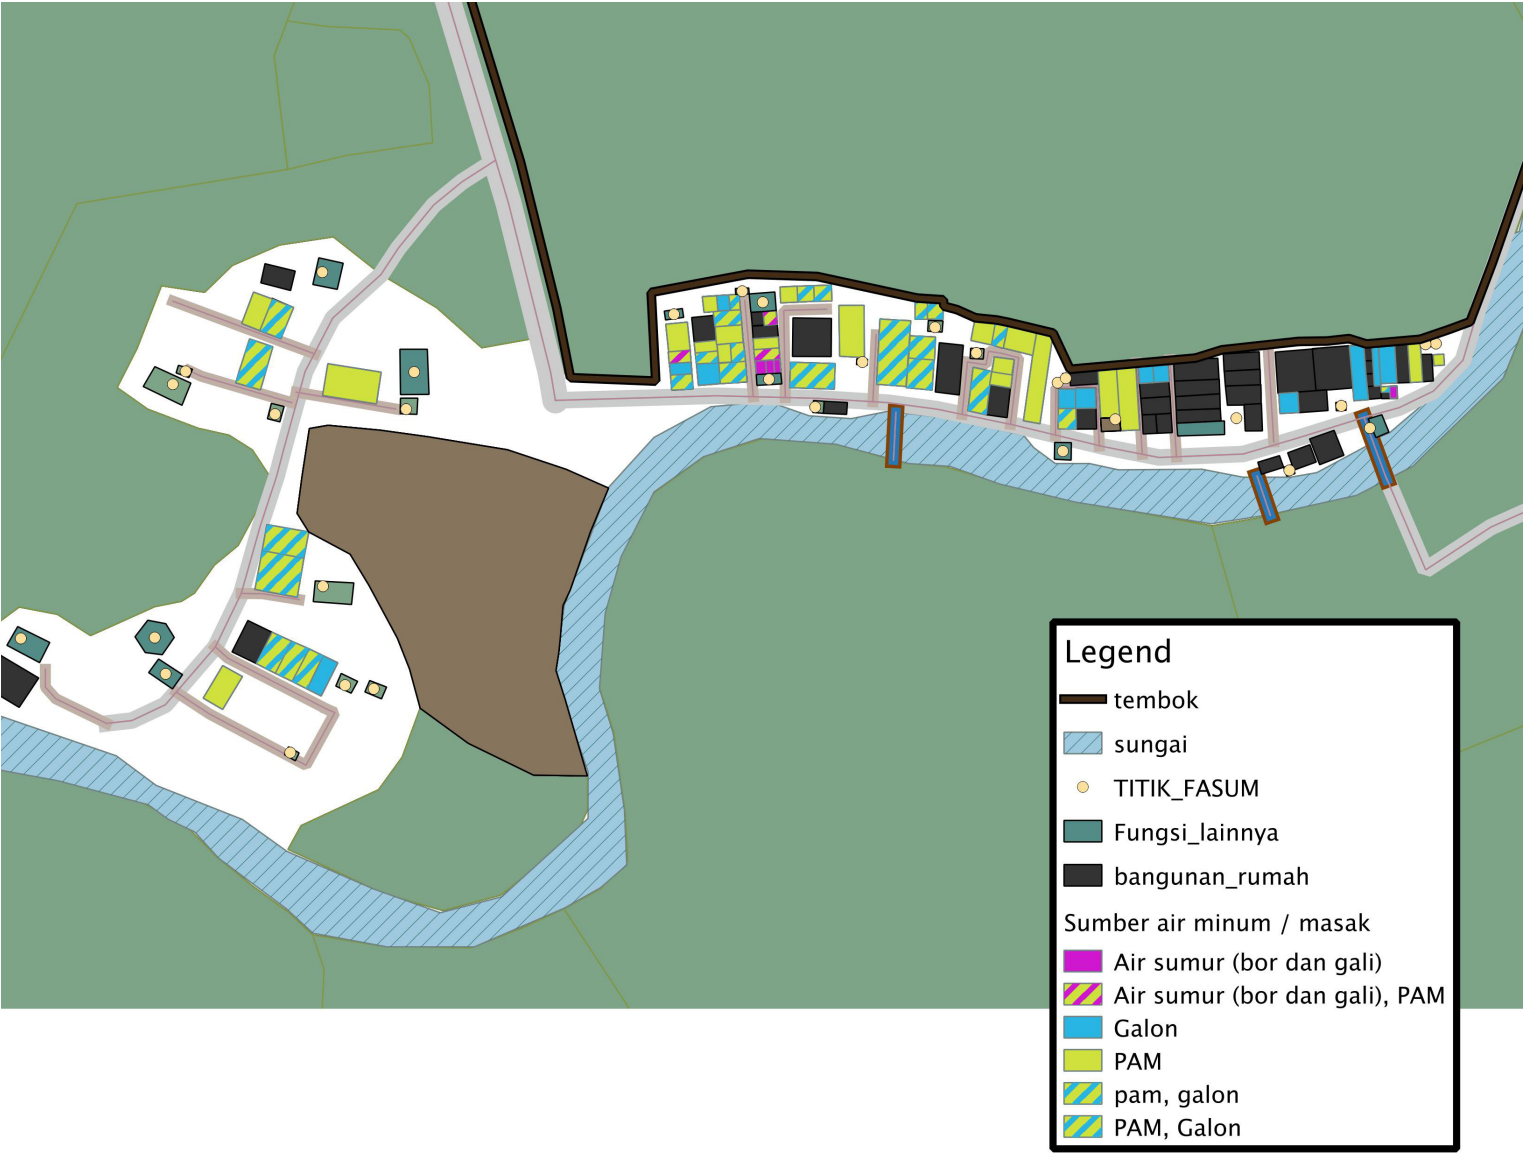 Legend
tembok
sungai
TITIK_FASUM
Fungsi_lainnya
bangunan_rumah
Sumber air minum / masak
Air sumur (bor dan gali)
Air sumur (bor dan gali), PAM
Galon
PAM
pam, galon
PAM, Galon